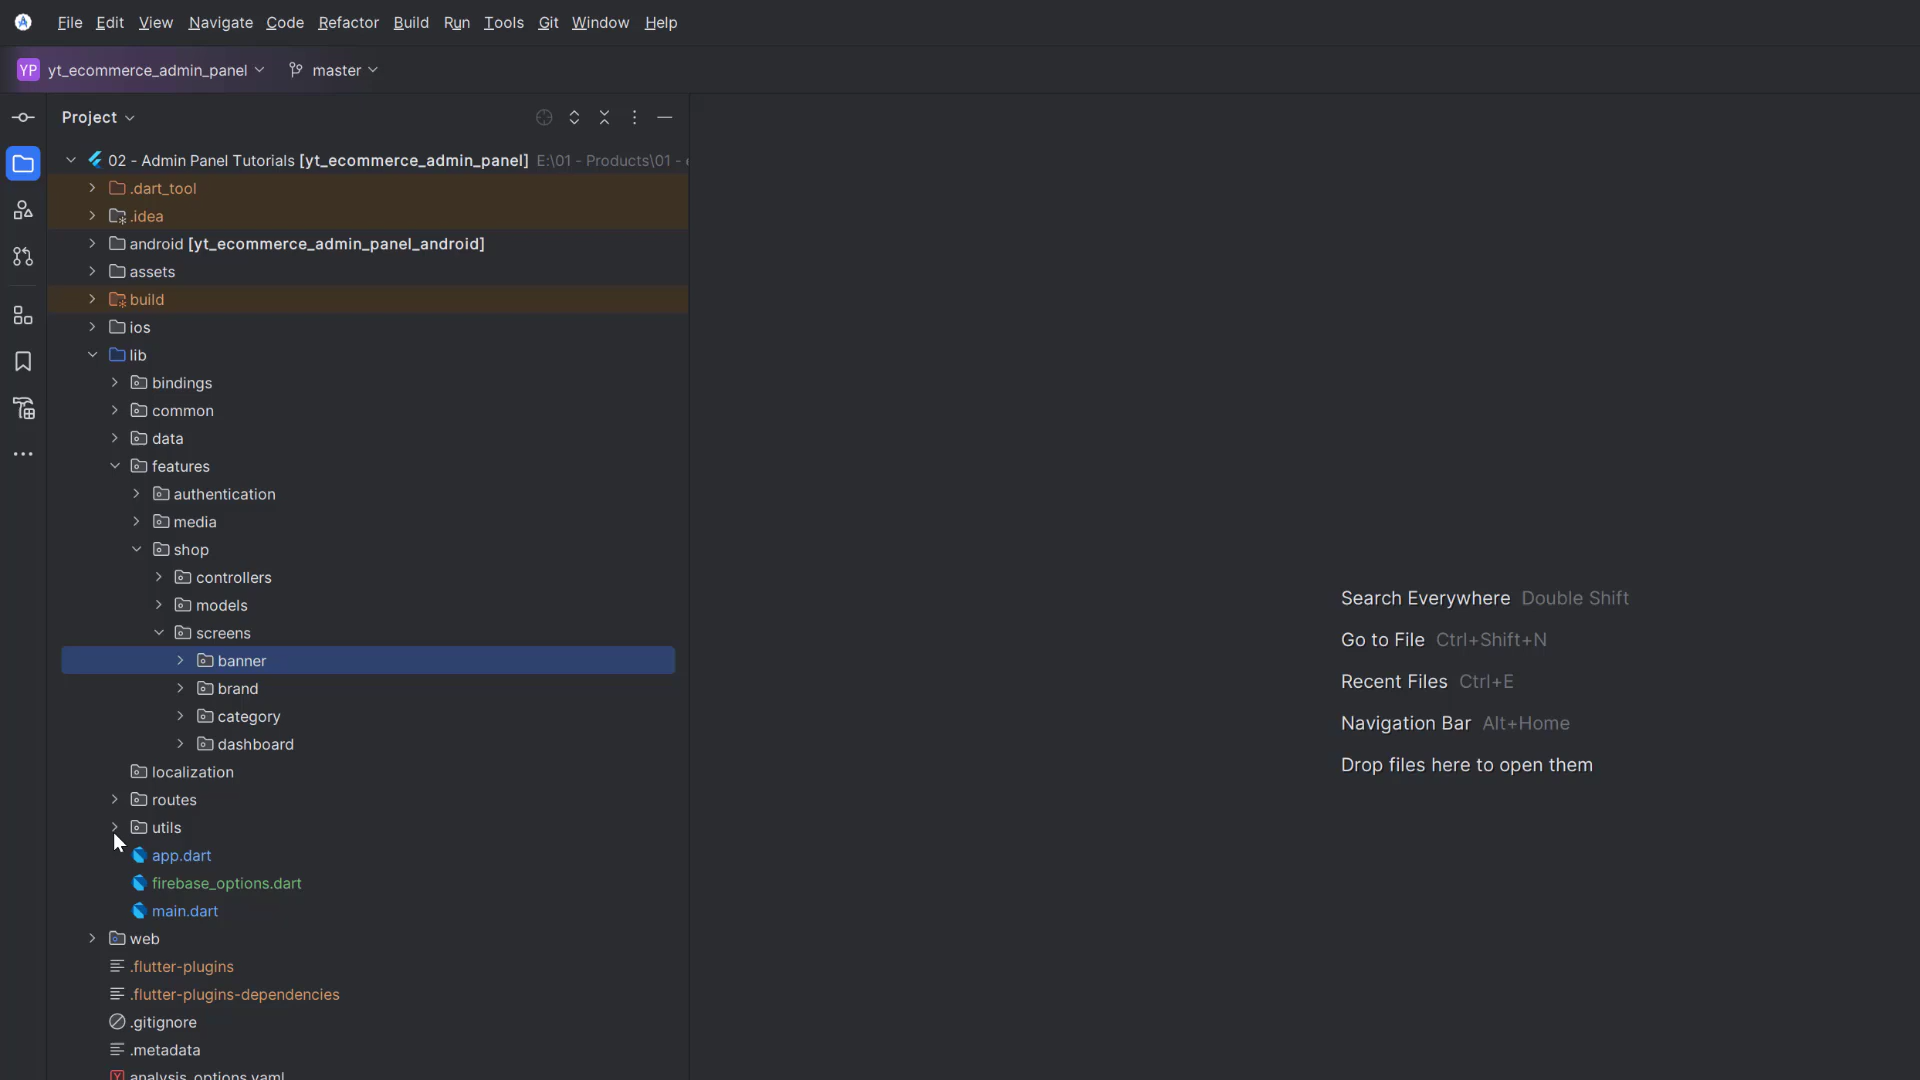 File Edit View Navigate Code Refactor Build Run Tools Git Window Help
YP yt_ecommerce_admin_panel master
Project
02 - Admin Panel Tutorials [yt_ecommerce_admin_panel] E:\01 - Products\01 -
.dart_tool
.idea
android [yt_ecommerce_admin_panel_android]
assets
build
ios
lib
bindings
common
data
features
authentication
media
shop
controllers
models
screens
banner
brand
category
dashboard
localization
routes
utils
app.dart
firebase_options.dart
main.dart
web
.flutter-plugins
.flutter-plugins-dependencies
.gitignore
.metadata
analysis_options.yaml
Search Everywhere Double Shift
Go to File Ctrl+Shift+N
Recent Files Ctrl+E
Navigation Bar Alt+Home
Drop files here to open them